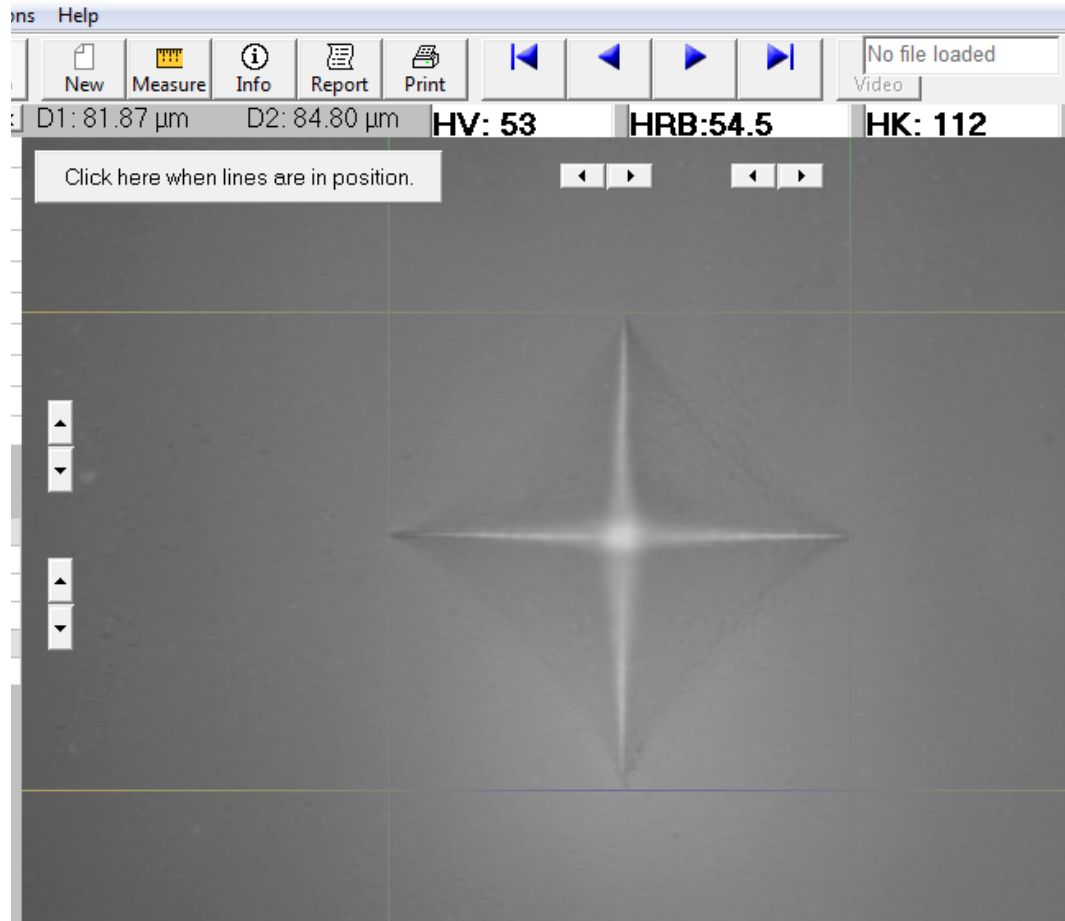 ons Help
New Measure Info Report Print No file loaded Video
D1: 81.87 µm D2: 84.80 µm HV: 53 HRB:54.5 HK: 112
Click here when lines are in position.